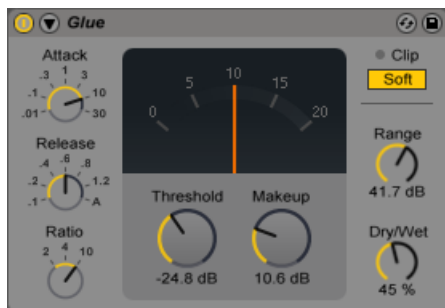 Glue
Attack
.01 .1 .3 1 3 10 30
Release
.1 .2 .4 .6 .8 1.2 A
Ratio
2 4 10
0 5 10 15 20
Threshold
-24.8 dB
Makeup
10.6 dB
Clip
Soft
Range
41.7 dB
Dry/Wet
45 %